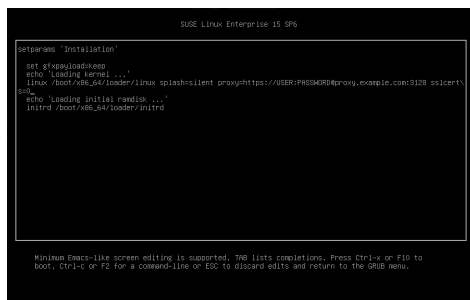 SUSE Linux Enterprise 15 SP6
setparams 'Installation'
set gfxpayload=keep
echo 'Loading kernel ...'
linux /boot/x86_64/loader/linux splash=silent proxy=https://USER:PASSWORD@proxy.example.com:3128 sslcert\
s=0_
echo 'Loading initial ramdisk ...'
initrd /boot/x86_64/loader/initrd
Minimum Emacs-like screen editing is supported. TAB lists completions. Press Ctrl-x or F10 to
boot, Ctrl-c or F2 for a command-line or ESC to discard edits and return to the GRUB menu.